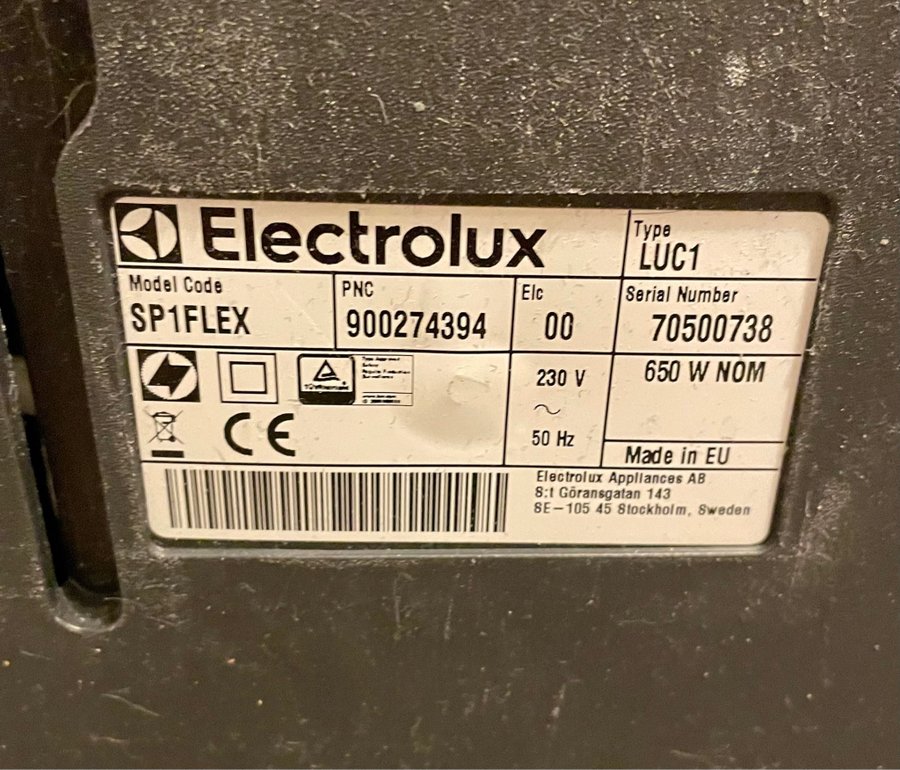 Electrolux
Type
LUC1
Model Code
SP1FLEX
PNC
900274394
Elc
00
Serial Number
70500738
230 V
~
50 Hz
650 W NOM
CE
Made in EU
Electrolux Appliances AB
S:t Göransgatan 143
SE-105 45 Stockholm, Sweden